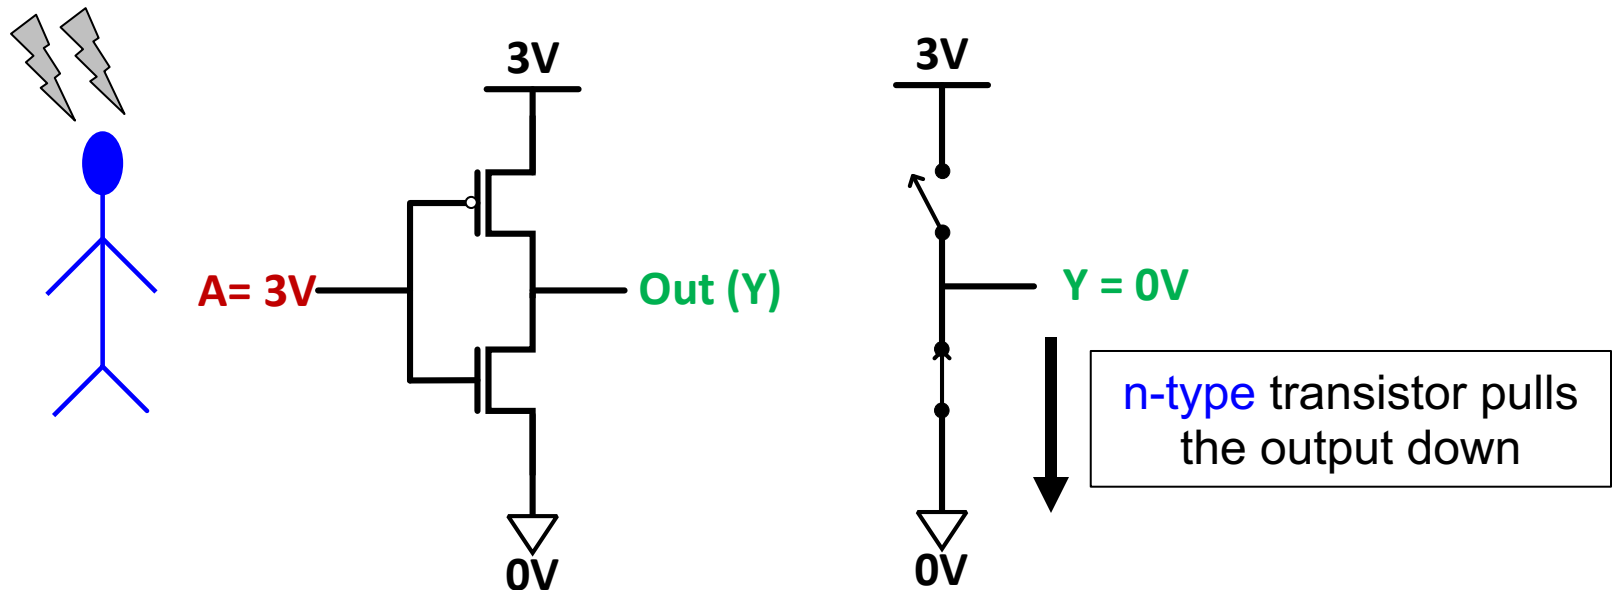 3V
A= 3V
Out (Y)
0V
3V
Y = 0V
n-type transistor pulls
the output down
0V